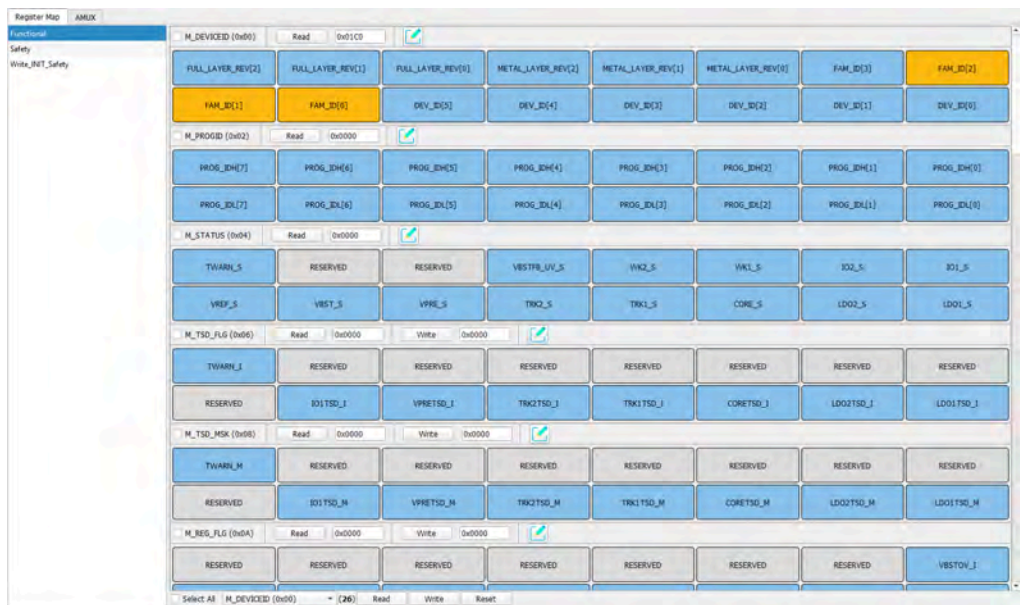 Register Map AMUX
Functional
Safety
Write_INIT_Safety
M_DEVICEID (0x00) Read 0x01C0
FULL_LAYER_REV[2] FULL_LAYER_REV[1] FULL_LAYER_REV[0] METAL_LAYER_REV[2] METAL_LAYER_REV[1] METAL_LAYER_REV[0] FAM_ID[3] FAM_ID[2]
FAM_ID[1] FAM_ID[0] DEV_ID[5] DEV_ID[4] DEV_ID[3] DEV_ID[2] DEV_ID[1] DEV_ID[0]
M_PROGID (0x02) Read 0x0000
PROG_IDH[7] PROG_IDH[6] PROG_IDH[5] PROG_IDH[4] PROG_IDH[3] PROG_IDH[2] PROG_IDH[1] PROG_IDH[0]
PROG_IDL[7] PROG_IDL[6] PROG_IDL[5] PROG_IDL[4] PROG_IDL[3] PROG_IDL[2] PROG_IDL[1] PROG_IDL[0]
M_STATUS (0x04) Read 0x0000
TWARN_S RESERVED RESERVED VBSTFB_UV_S WK2_S WK1_S IO2_S IO1_S
VREF_S VBST_S VPRE_S TRK2_S TRK1_S CORE_S LDO2_S LDO1_S
M_TSD_FLG (0x06) Read 0x0000 Write 0x0000
TWARN_I RESERVED RESERVED RESERVED RESERVED RESERVED RESERVED RESERVED
RESERVED IO1TSD_I VPRETSD_I TRK2TSD_I TRK1TSD_I CORETSD_I LDO2TSD_I LDO1TSD_I
M_TSD_MSK (0x08) Read 0x0000 Write 0x0000
TWARN_M RESERVED RESERVED RESERVED RESERVED RESERVED RESERVED RESERVED
RESERVED IO1TSD_M VPRETSD_M TRK2TSD_M TRK1TSD_M CORETSD_M LDO2TSD_M LDO1TSD_M
M_REG_FLG (0x0A) Read 0x0000 Write 0x0000
RESERVED RESERVED RESERVED RESERVED RESERVED RESERVED RESERVED VBSTOV_I
Select All M_DEVICEID (0x00) (26) Read Write Reset